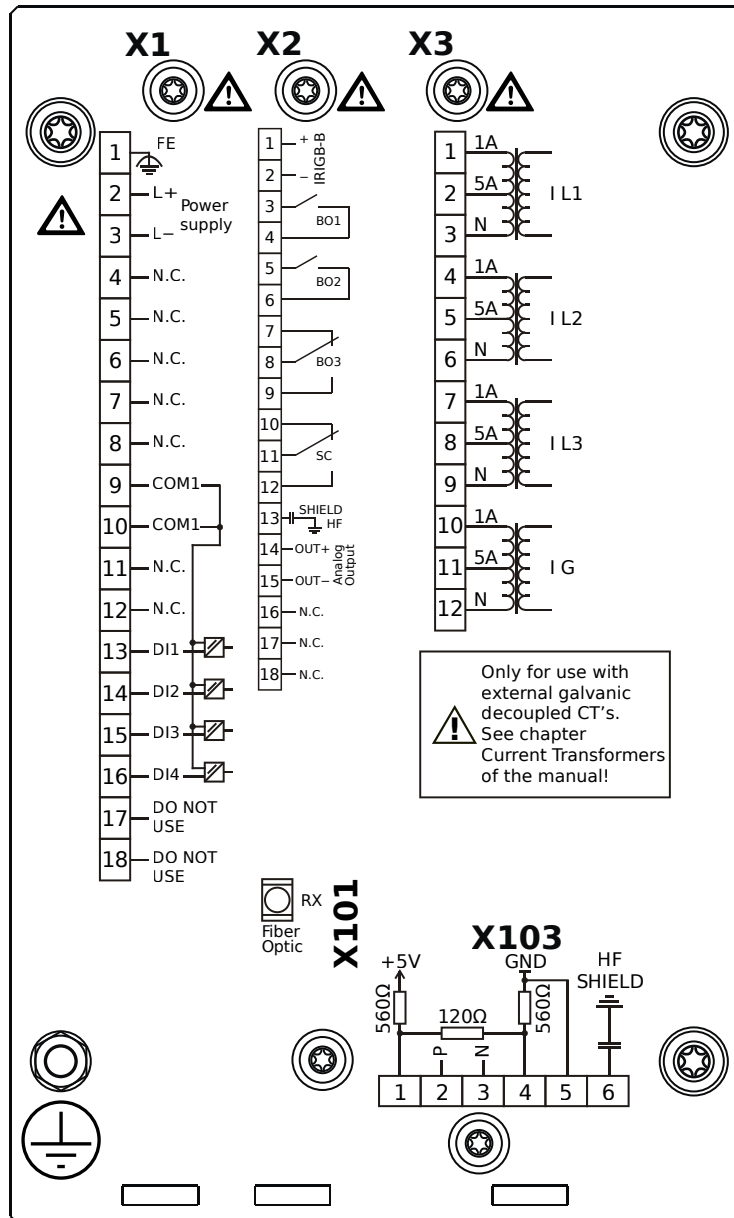 X1
X2
X3
1 FE
2 L+
Power
supply
3 L−
4 N.C.
5 N.C.
6 N.C.
7 N.C.
8 N.C.
9 COM1
10 COM1
11 N.C.
12 N.C.
13 DI1
14 DI2
15 DI3
16 DI4
17 DO NOT
USE
18 DO NOT
USE
1 +
2 −
IRIGB-B
3
4
BO1
5
6
BO2
7
8
9
BO3
10
11
12
SC
13 SHIELD
HF
14 OUT+
15 OUT−
Analog
Output
16 N.C.
17 N.C.
18 N.C.
1 1A
2 5A
3 N
I L1
4 1A
5 5A
6 N
I L2
7 1A
8 5A
9 N
I L3
10 1A
11 5A
12 N
I G
Only for use with
external galvanic
decoupled CT's.
See chapter
Current Transformers
of the manual!
RX
Fiber
Optic
X101
X103
+5V
GND
HF
SHIELD
560Ω
120Ω
560Ω
P
N
1 2 3 4 5 6